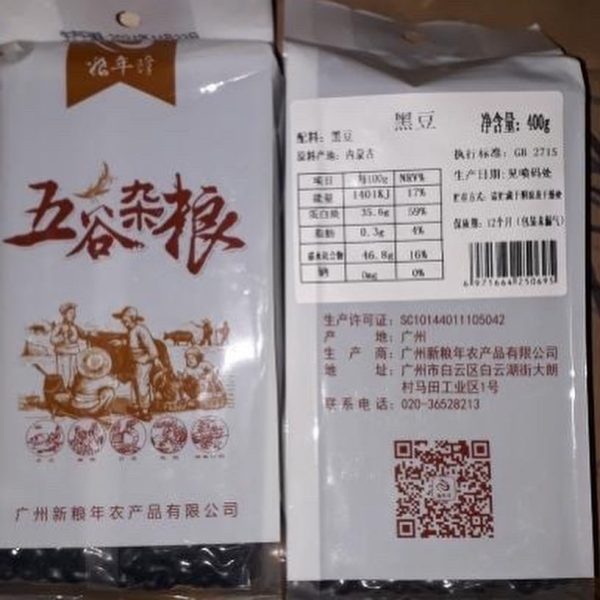 粮年
五谷杂粮
广州新粮年农产品有限公司
黑豆
净含量: 400g
配料: 黑豆
原料产地: 内蒙古
执行标准: GB 2715
生产日期: 见喷码处
保质期: 12个月
项目 每100g NRV%
能量 1401KJ 17%
蛋白质 35.6g 59%
脂肪 0.3g 4%
碳水化合物 46.8g 16%
钠 0mg 0%
6971664250695
生产许可证: SC10144011105042
产 地: 广州
生 产 商: 广州新粮年农产品有限公司
地 址: 广州市白云区白云湖街大朗
村马田工业区1号
联系电话: 020-36528213